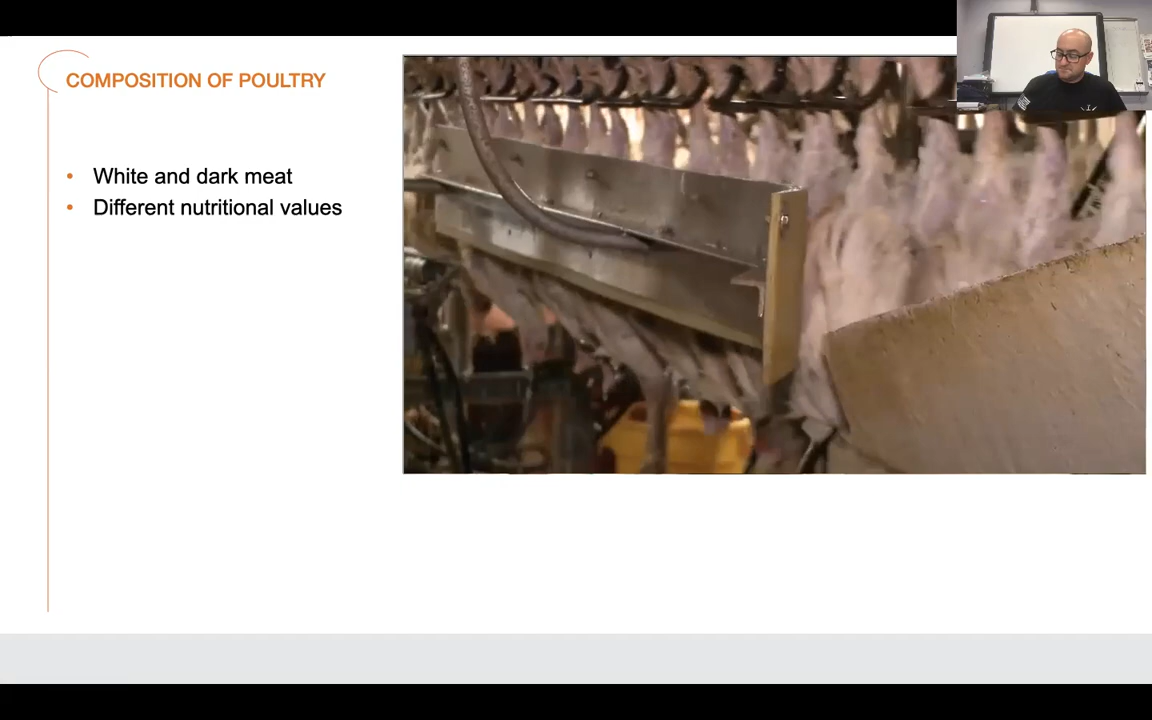 COMPOSITION OF POULTRY
• White and dark meat
• Different nutritional values